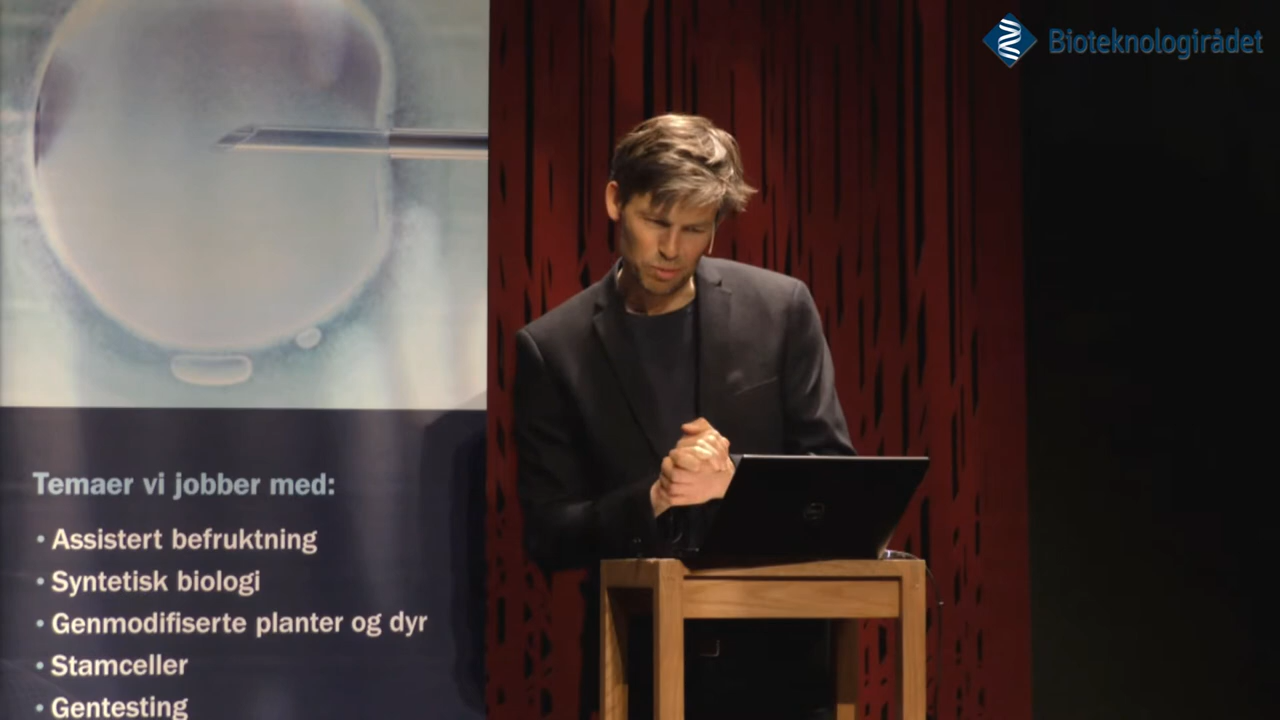 Bioteknologirådet
Temaer vi jobber med:
• Assistert befruktning
• Syntetisk biologi
• Genmodifiserte planter og dyr
• Stamceller
• Gentesting